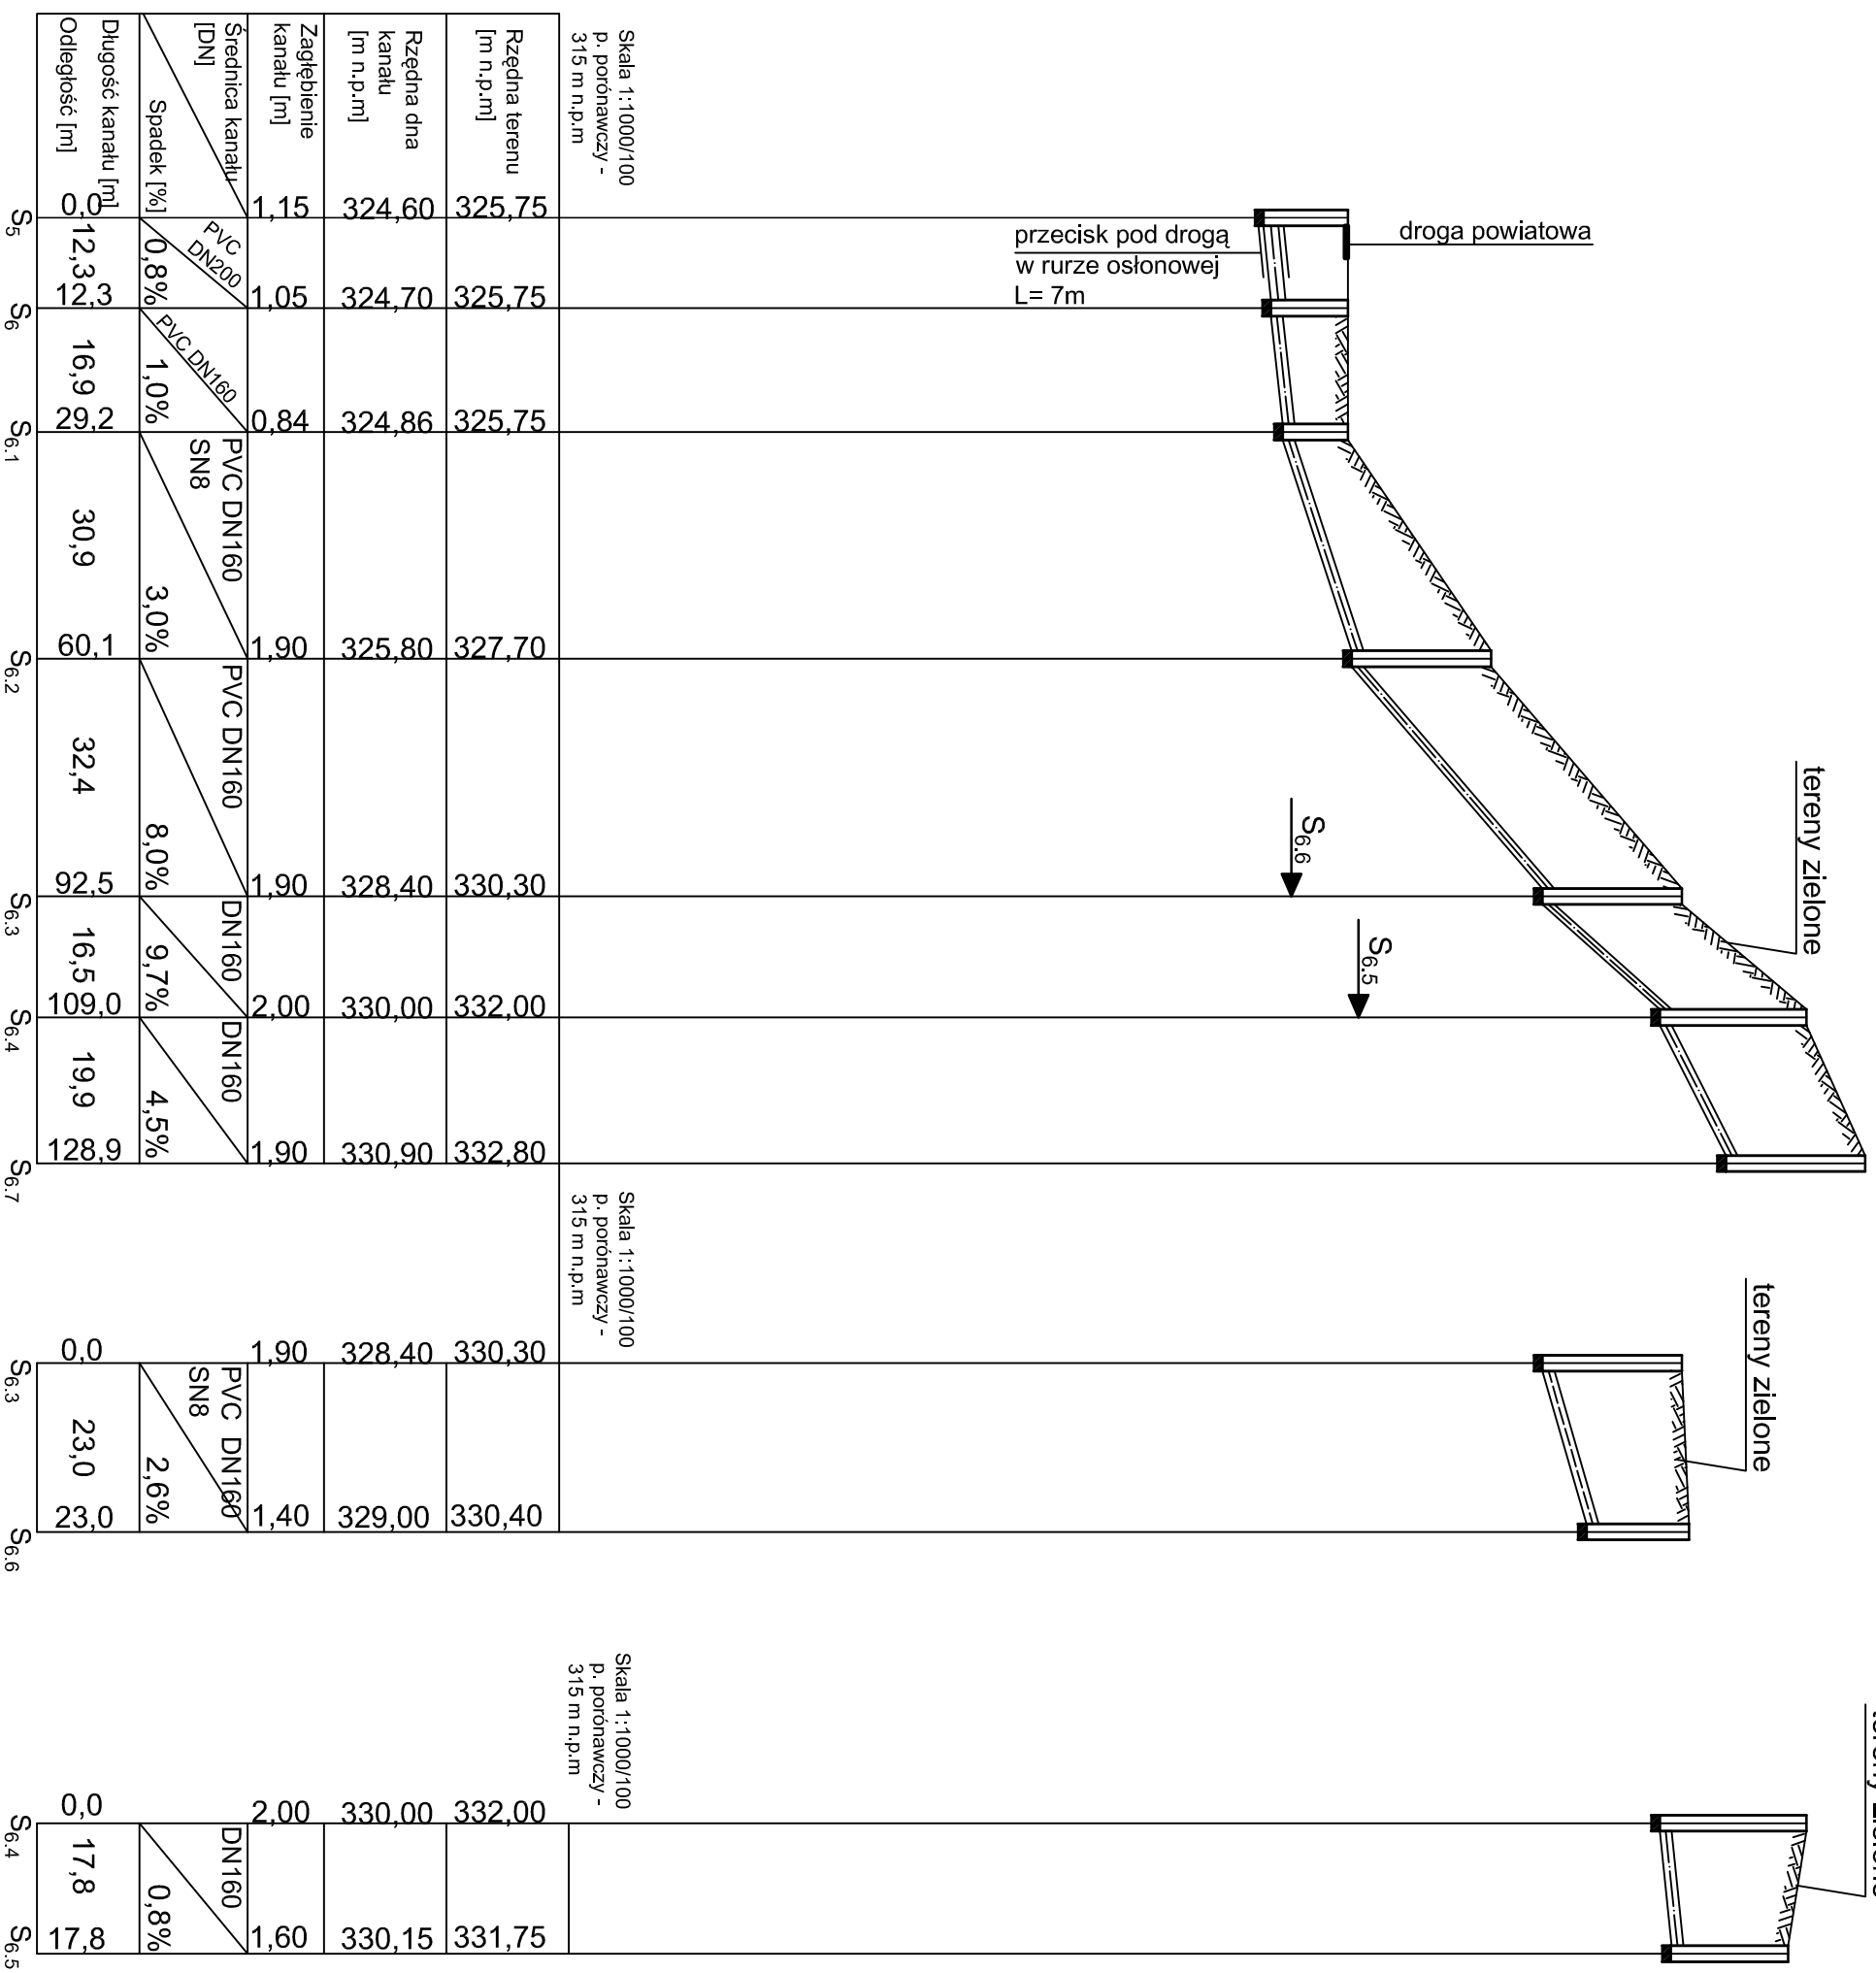 Skala 1:1000/100
p. porónawczy -
315 m n.p.m
Rzędna terenu
[m n.p.m]
Rzędna dna
kanału
[m n.p.m]
Zagłębienie
kanału [m]
Średnica kanału
[DN]
Spadek [%]
Długość kanału [m]
Odległość [m]
325,75 325,75 325,75 327,70 330,30 332,00 332,80
324,60 324,70 324,86 325,80 328,40 330,00 330,90
1,15 1,05 0,84 1,90 1,90 2,00 1,90
PVC
DN200
PVC DN160
PVC DN160
SN8
PVC DN160
DN160
DN160
0,8% 1,0% 3,0% 8,0% 9,7% 4,5%
12,3 16,9 30,9 32,4 16,5 19,9
0,0 12,3 29,2 60,1 92,5 109,0 128,9
S5 S6 S6.1 S6.2 S6.3 S6.4 S6.7
droga powiatowa
przecisk pod drogą
w rurze osłonowej
L= 7m
tereny zielone
S6.6
S6.5
Skala 1:1000/100
p. porónawczy -
315 m n.p.m
tereny zielone
330,30 330,40
328,40 329,00
1,90 1,40
PVC DN160
SN8
2,6%
23,0
0,0 23,0
S6.3 S6.6
Skala 1:1000/100
p. porónawczy -
315 m n.p.m
332,00 331,75
330,00 330,15
2,00 1,60
DN160
0,8%
17,8
0,0 17,8
S6.4 S6.5